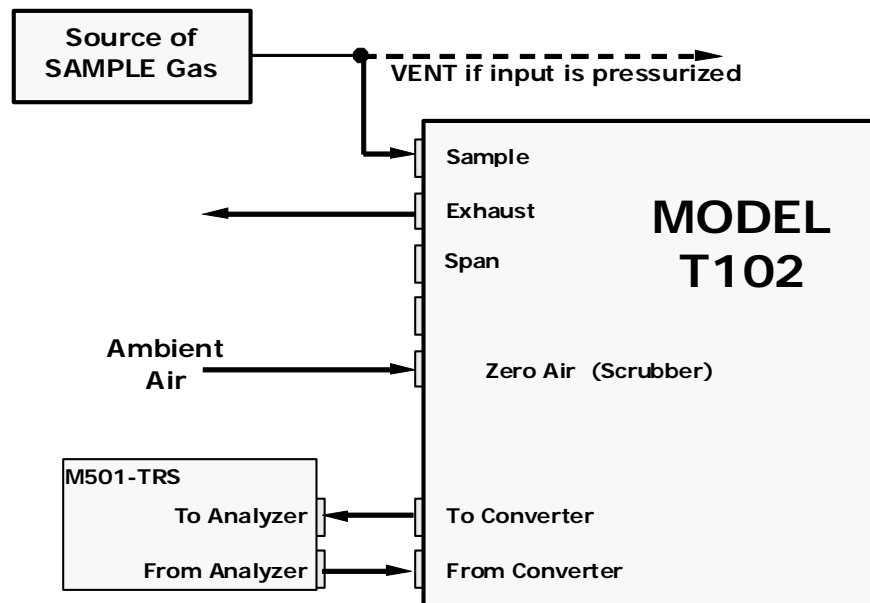 Source of
SAMPLE Gas
VENT if input is pressurized
Sample
Exhaust
Span
MODEL
T102
Ambient
Air
Zero Air (Scrubber)
M501-TRS
To Analyzer
To Converter
From Analyzer
From Converter